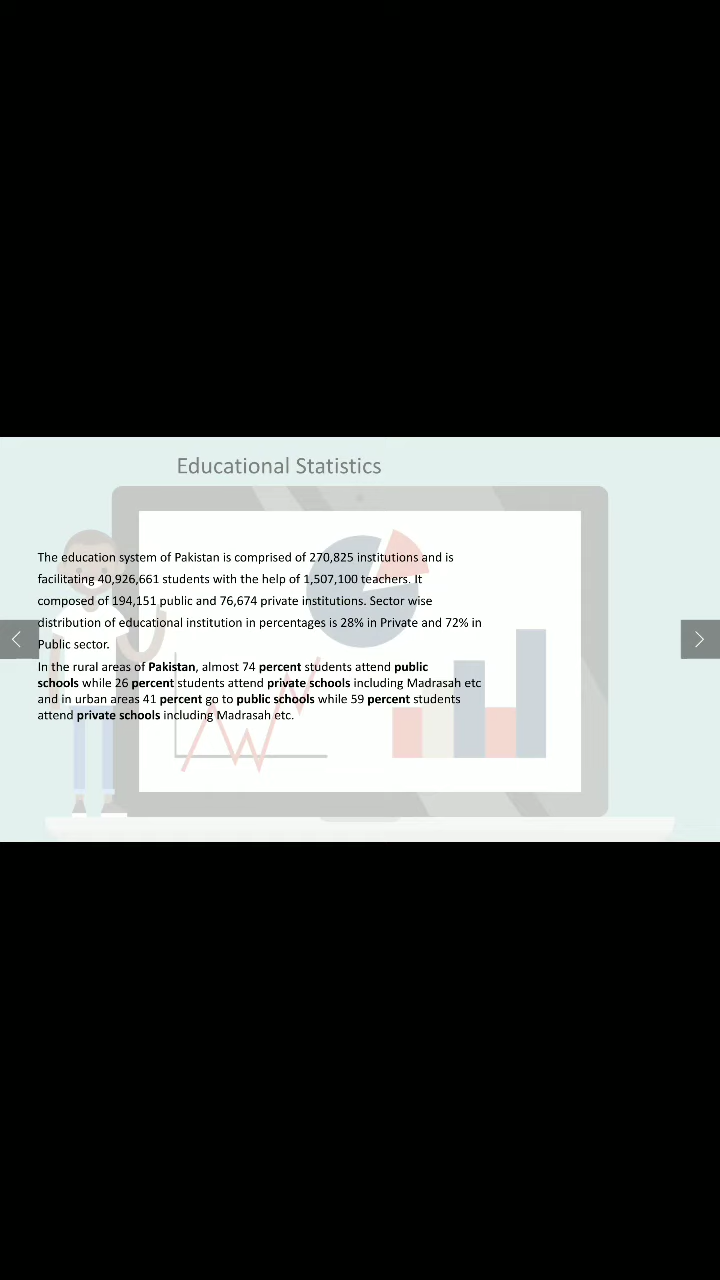 Educational Statistics
The education system of Pakistan is comprised of 270,825 institutions and is
facilitating 40,926,661 students with the help of 1,507,100 teachers. It
composed of 194,151 public and 76,674 private institutions. Sector wise
distribution of educational institution in percentages is 28% in Private and 72% in
Public sector.
In the rural areas of Pakistan, almost 74 percent students attend public
schools while 26 percent students attend private schools including Madrasah etc
and in urban areas 41 percent go to public schools while 59 percent students
attend private schools including Madrasah etc.